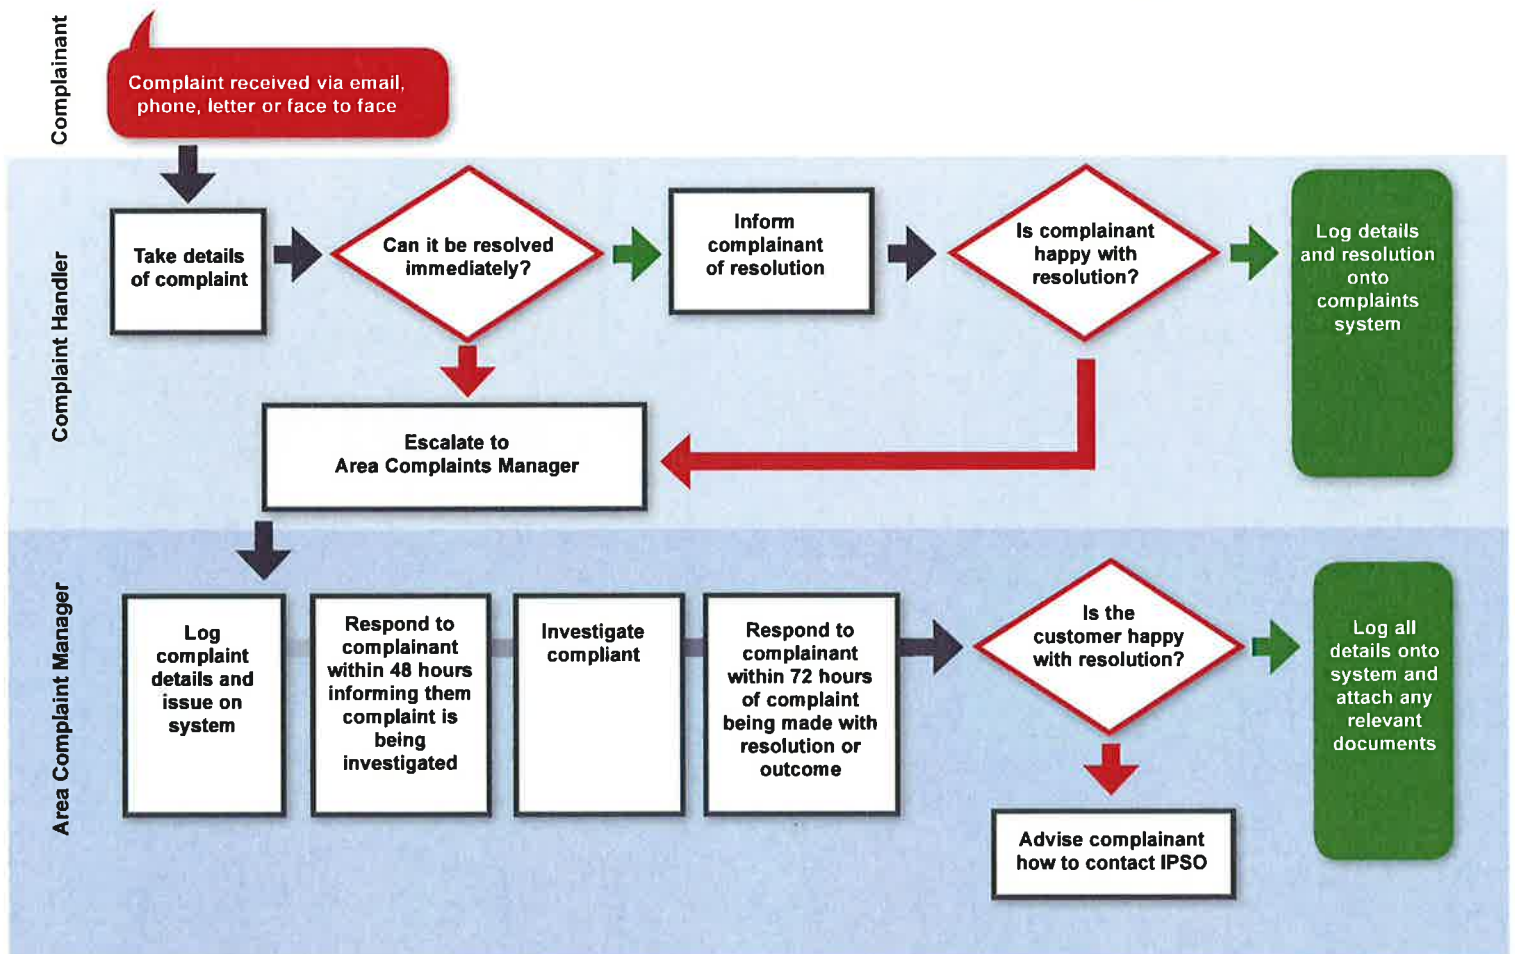 Complainant
Complaint received via email,
phone, letter or face to face
Complaint Handler
Take details
of complaint
Can it be resolved
immediately?
Inform
complainant
of resolution
Is complainant
happy with
resolution?
Log details
and resolution
onto
complaints
system
Escalate to
Area Complaints Manager
Area Complaint Manager
Log
complaint
details and
issue on
system
Respond to
complainant
within 48 hours
informing them
complaint is
being
investigated
Investigate
compliant
Respond to
complainant
within 72 hours
of complaint
being made with
resolution or
outcome
Is the
customer happy
with resolution?
Log all
details onto
system and
attach any
relevant
documents
Advise complainant
how to contact IPSO